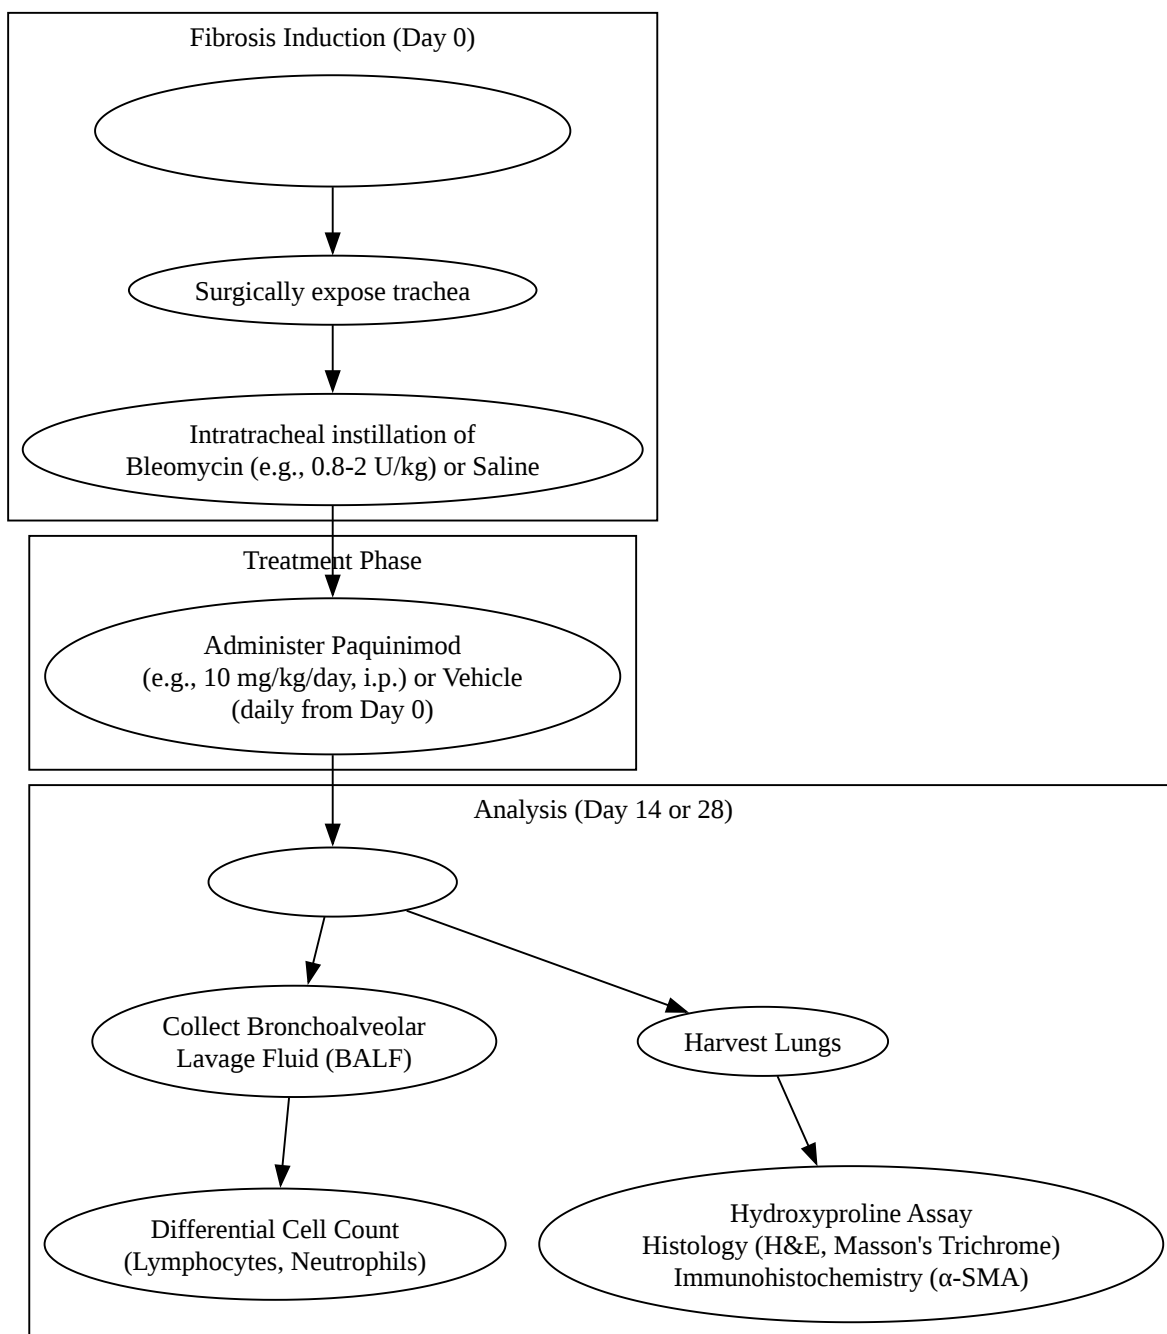 Fibrosis Induction (Day 0)
Surgically expose trachea
Intratracheal instillation of
Bleomycin (e.g., 0.8-2 U/kg) or Saline
Treatment Phase
Administer Paquinimod
(e.g., 10 mg/kg/day, i.p.) or Vehicle
(daily from Day 0)
Analysis (Day 14 or 28)
Collect Bronchoalveolar
Lavage Fluid (BALF)
Harvest Lungs
Differential Cell Count
(Lymphocytes, Neutrophils)
Hydroxyproline Assay
Histology (H&E, Masson's Trichrome)
Immunohistochemistry (α-SMA)